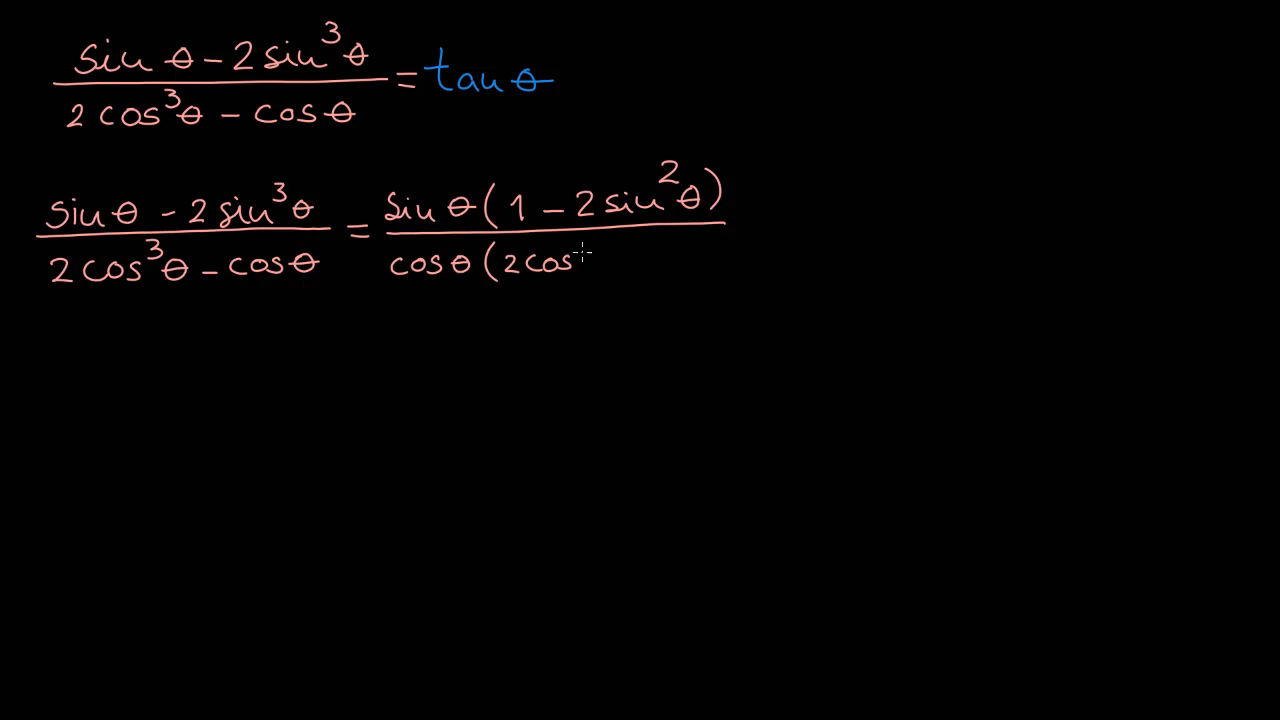 sin θ - 2 sin³θ / 2 cos³θ - cos θ = tan θ
sin θ - 2 sin³θ / 2 cos³θ - cos θ = sin θ (1 - 2 sin²θ) / cos θ (2 cos